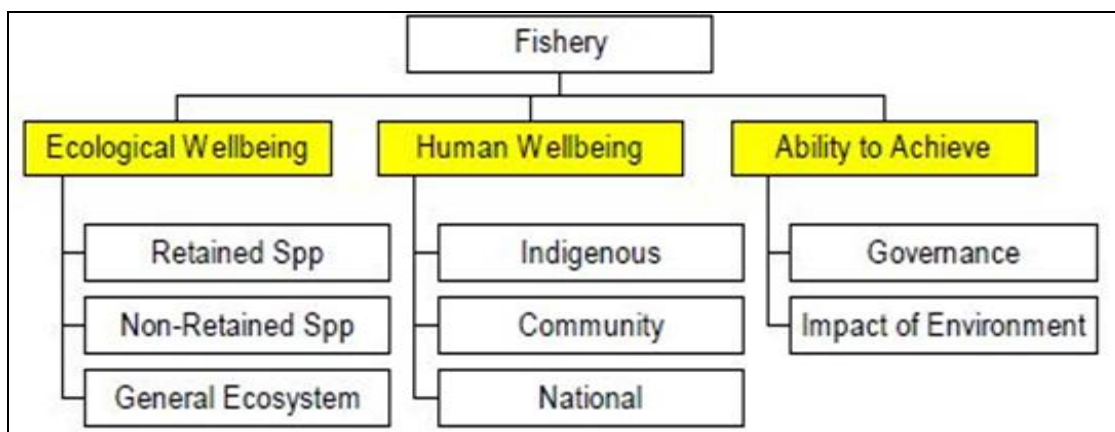 Fishery
Ecological Wellbeing
Human Wellbeing
Ability to Achieve
Retained Spp
Indigenous
Governance
Non-Retained Spp
Community
Impact of Environment
General Ecosystem
National